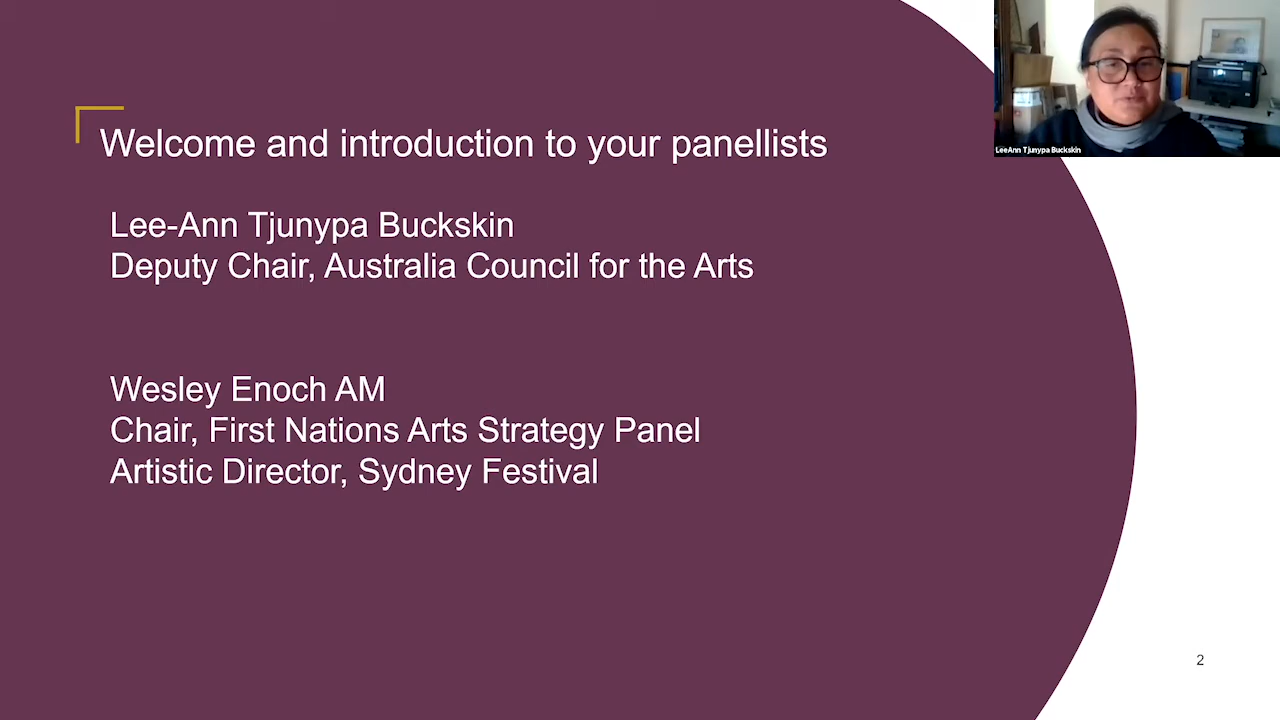 Welcome and introduction to your panellists
Lee-Ann Tjunypa Buckskin
Deputy Chair, Australia Council for the Arts
Wesley Enoch AM
Chair, First Nations Arts Strategy Panel
Artistic Director, Sydney Festival
LeeAnn Tjunypa Buckskin
2